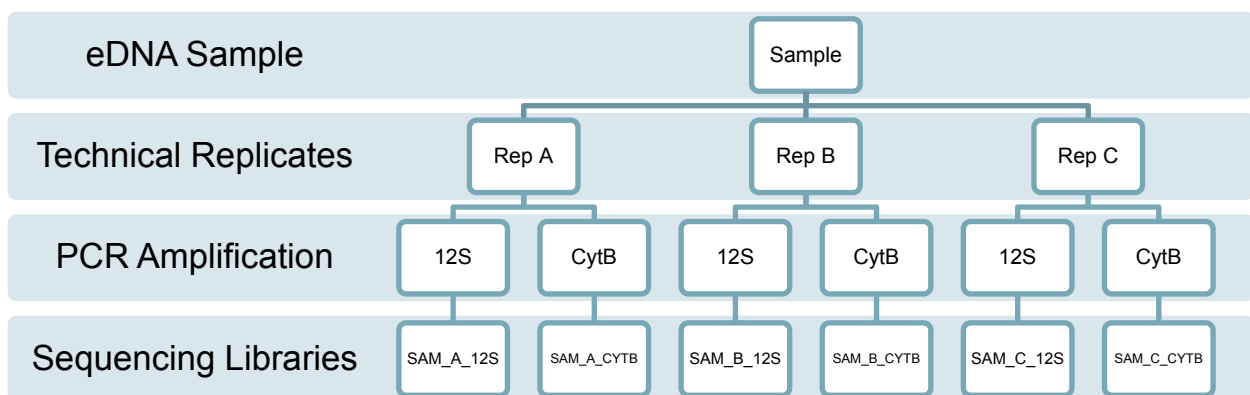 eDNA Sample
Sample
Technical Replicates
Rep A
Rep B
Rep C
PCR Amplification
12S
CytB
12S
CytB
12S
CytB
Sequencing Libraries
SAM_A_12S
SAM_A_CYTB
SAM_B_12S
SAM_B_CYTB
SAM_C_12S
SAM_C_CYTB